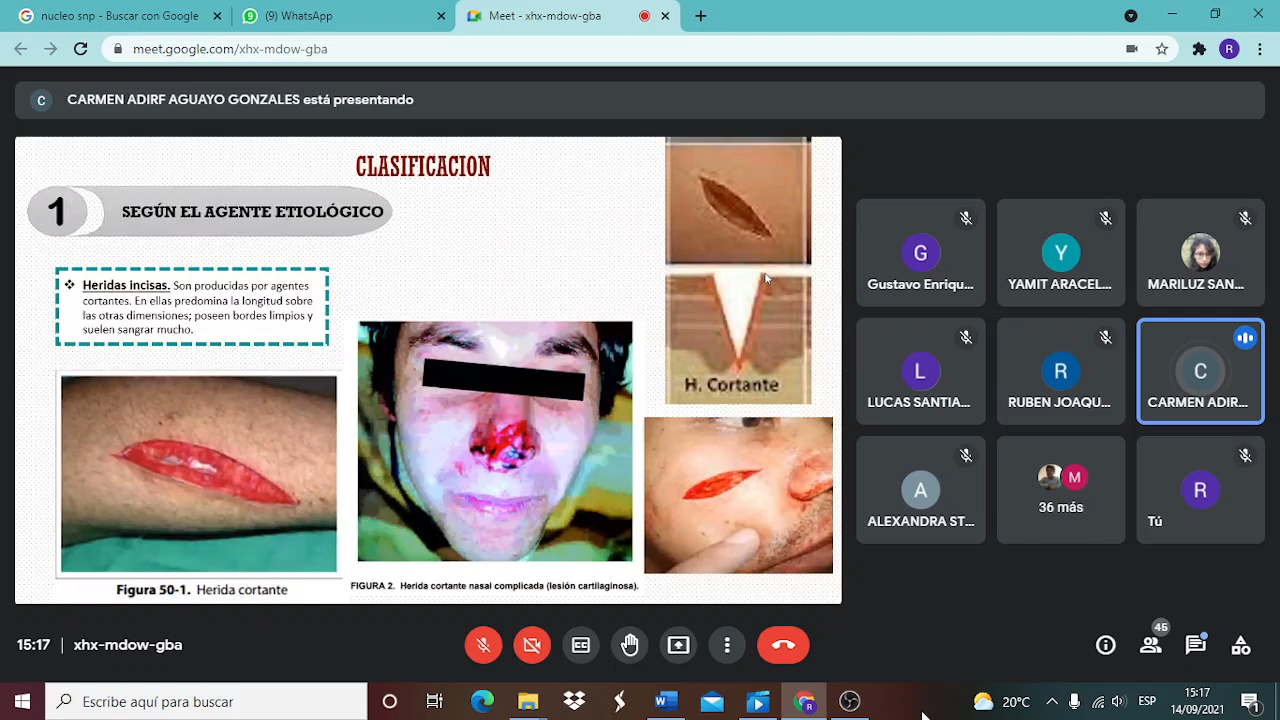 nucleo snp - Buscar con Google
(9) WhatsApp
Meet - xhx-mdow-gba
meet.google.com/xhx-mdow-gba
R
C
CARMEN ADIRF AGUAYO GONZALES está presentando
CLASIFICACION
1
SEGÚN EL AGENTE ETIOLÓGICO
Heridas incisas. Son producidas por agentes
cortantes. En ellas predomina la longitud sobre
las otras dimensiones; poseen bordes limpios y
suelen sangrar mucho.
H. Cortante
Figura 50-1. Herida cortante
FIGURA 2. Herida cortante nasal complicada (lesión cartilaginosa).
G
Gustavo Enriqu...
Y
YAMIT ARACEL...
MARILUZ SAN...
L
LUCAS SANTIA...
R
RUBEN JOAQU...
C
CARMEN ADIR...
A
ALEXANDRA ST...
M
36 más
R
Tú
15:17 | xhx-mdow-gba
45
Escribe aquí para buscar
20°C
ESP
15:17
14/09/2021
1